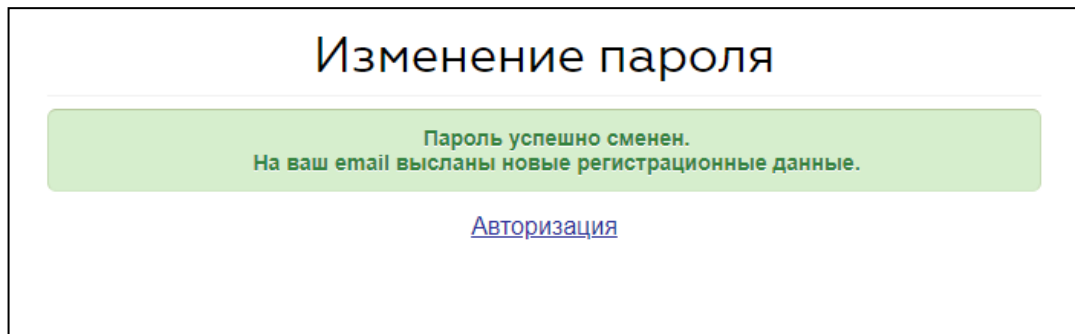 Изменение пароля
Пароль успешно сменен.
На ваш email высланы новые регистрационные данные.
Авторизация